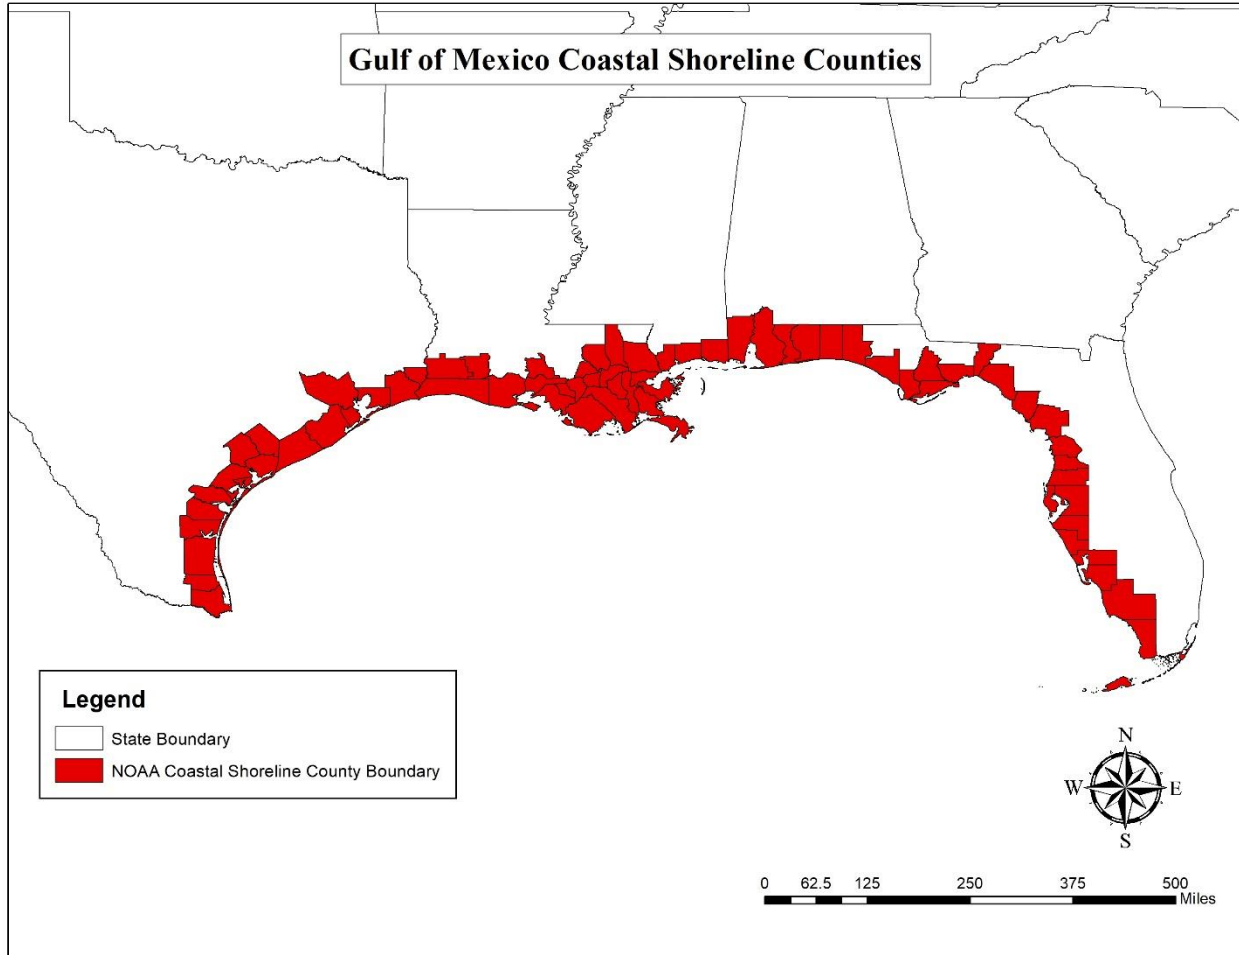 Gulf of Mexico Coastal Shoreline Counties
Legend
State Boundary
NOAA Coastal Shoreline County Boundary
N
W E
S
0 62.5 125 250 375 500
Miles